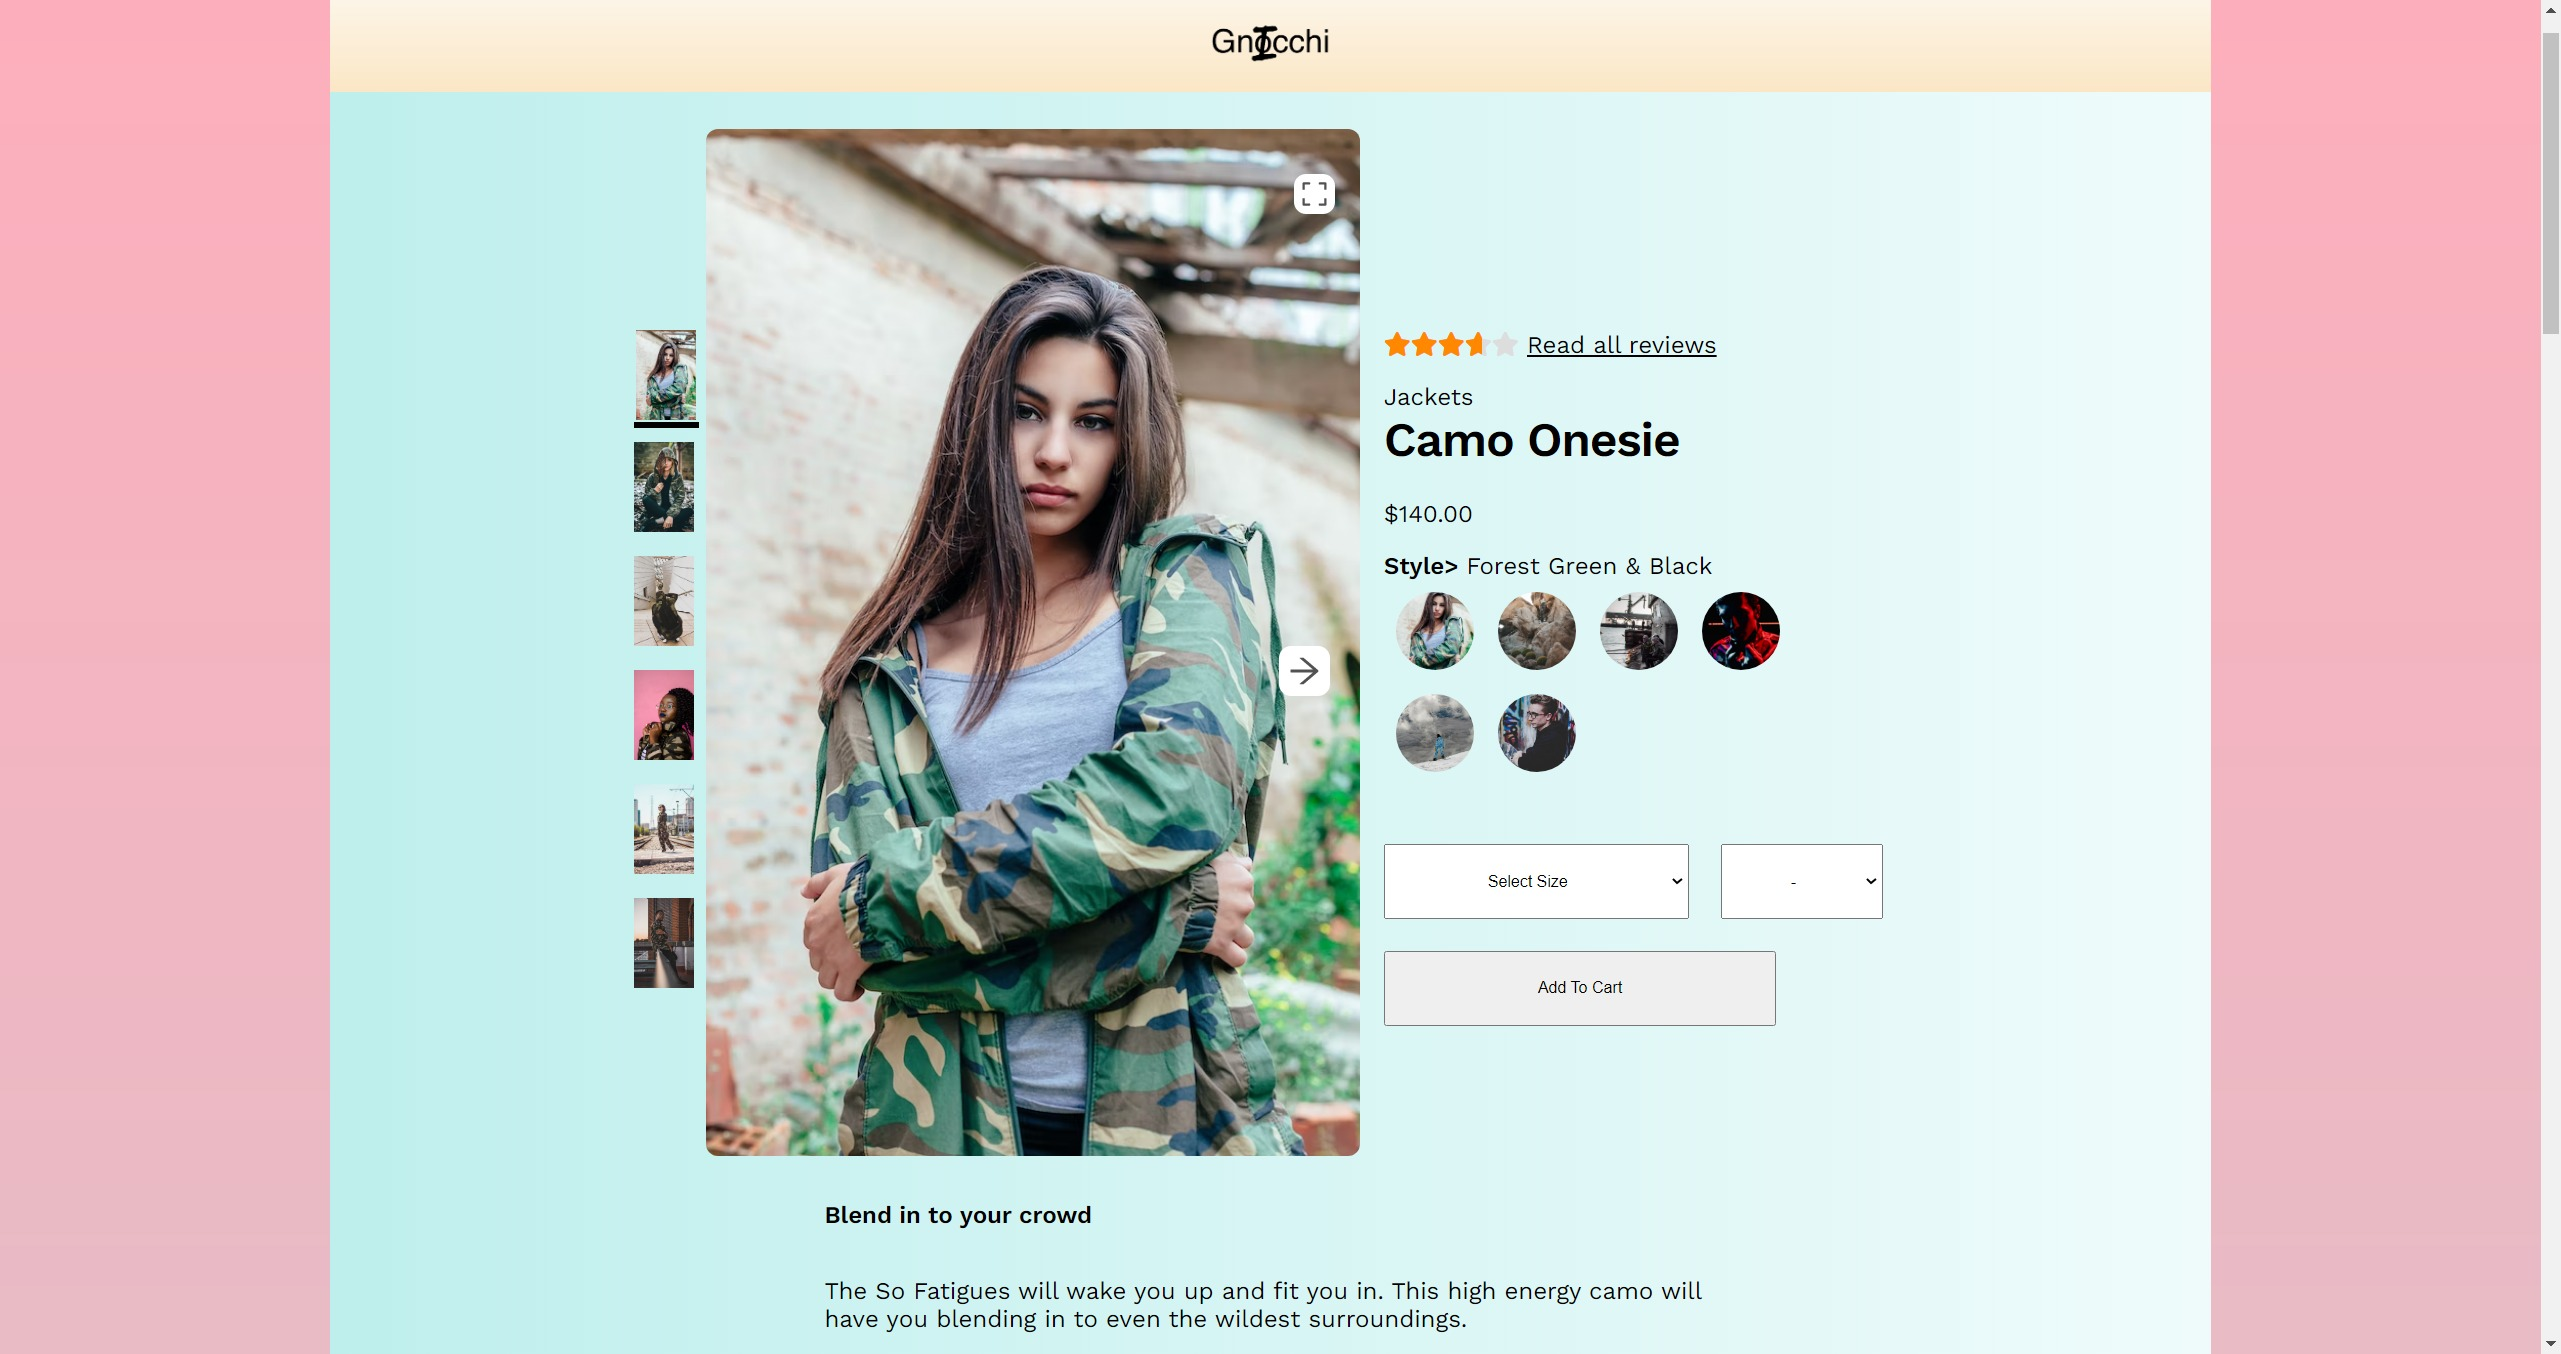 Gnocchi
I
Read all reviews
Jackets
Camo Onesie
$140.00
Style> Forest Green & Black
Select Size
-
Add To Cart
Blend in to your crowd
The So Fatigues will wake you up and fit you in. This high energy camo will
have you blending in to even the wildest surroundings.